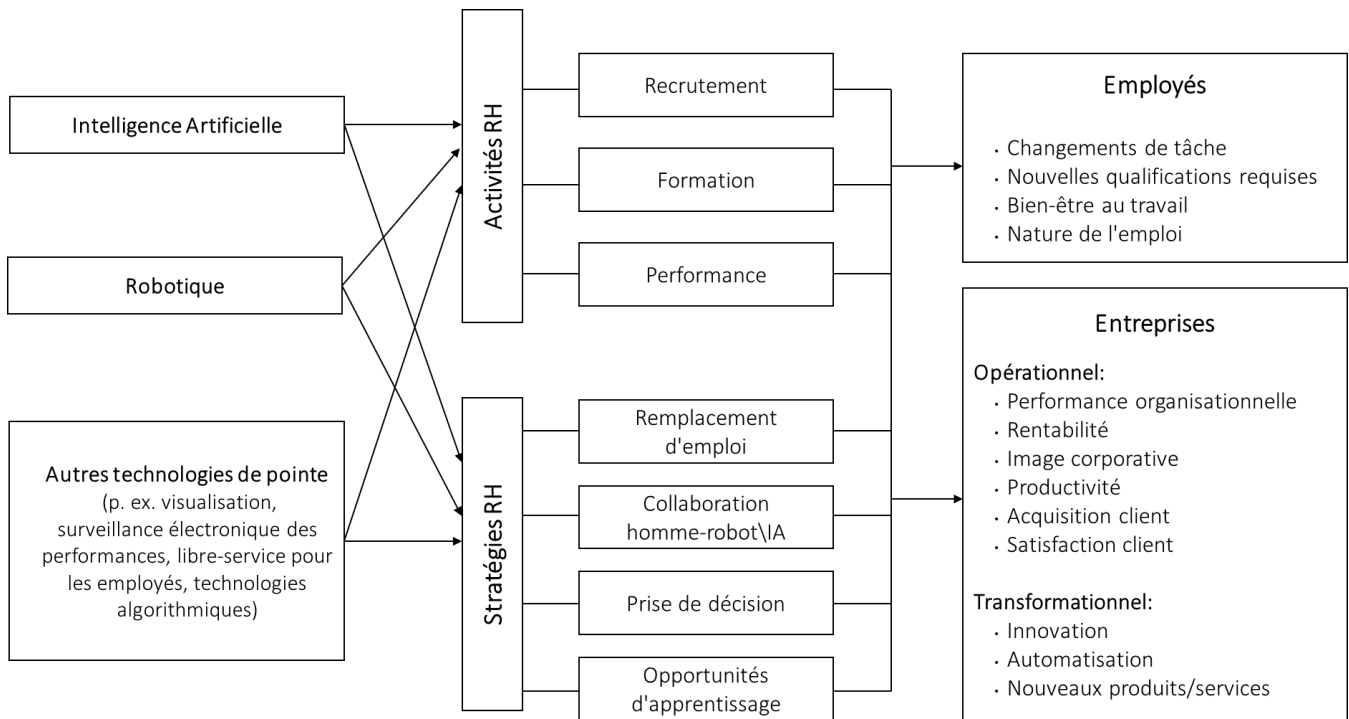 Intelligence Artificielle
Robotique
Autres technologies de pointe
(p. ex. visualisation,
surveillance électronique des
performances, libre-service pour
les employés, technologies
algorithmiques)
Activités RH
Recrutement
Formation
Performance
Stratégies RH
Remplacement
d'emploi
Collaboration
homme-robot\IA
Prise de décision
Opportunités
d'apprentissage
Employés
· Changements de tâche
· Nouvelles qualifications requises
· Bien-être au travail
· Nature de l'emploi
Entreprises
Opérationnel:
· Performance organisationnelle
· Rentabilité
· Image corporative
· Productivité
· Acquisition client
· Satisfaction client
Transformationnel:
· Innovation
· Automatisation
· Nouveaux produits/services